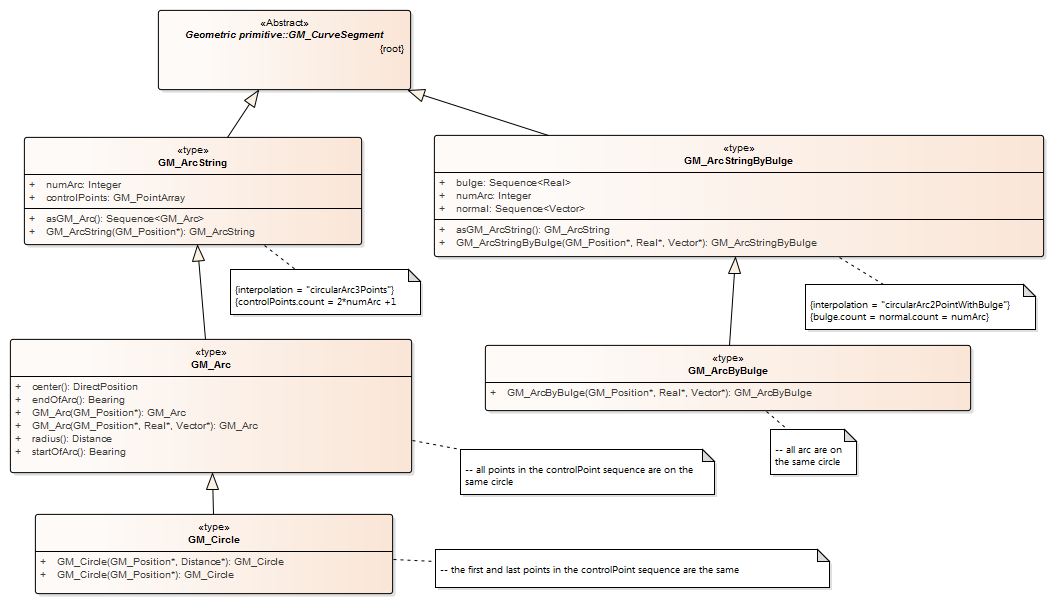 «Abstract»
Geometric primitive::GM_CurveSegment
{root}
«type»
GM_ArcString
+ numArc: Integer
+ controlPoints: GM_PointArray
+ asGM_Arc(): Sequence<GM_Arc>
+ GM_ArcString(GM_Position*): GM_ArcString
«type»
GM_ArcStringByBulge
+ bulge: Sequence<Real>
+ numArc: Integer
+ normal: Sequence<Vector>
+ asGM_ArcString(): GM_ArcString
+ GM_ArcStringByBulge(GM_Position*, Real*, Vector*): GM_ArcStringByBulge
{interpolation = "circularArc3Points"}
{controlPoints.count = 2*numArc +1
{interpolation = "circularArc2PointWithBulge"}
{bulge.count = normal.count = numArc}
«type»
GM_Arc
+ center(): DirectPosition
+ endOfArc(): Bearing
+ GM_Arc(GM_Position*): GM_Arc
+ GM_Arc(GM_Position*, Real*, Vector*): GM_Arc
+ radius(): Distance
+ startOfArc(): Bearing
«type»
GM_ArcByBulge
+ GM_ArcByBulge(GM_Position*, Real*, Vector*): GM_ArcByBulge
-- all points in the controlPoint sequence are on the
same circle
-- all arc are on
the same circle
«type»
GM_Circle
+ GM_Circle(GM_Position*, Distance*): GM_Circle
+ GM_Circle(GM_Position*): GM_Circle
-- the first and last points in the controlPoint sequence are the same